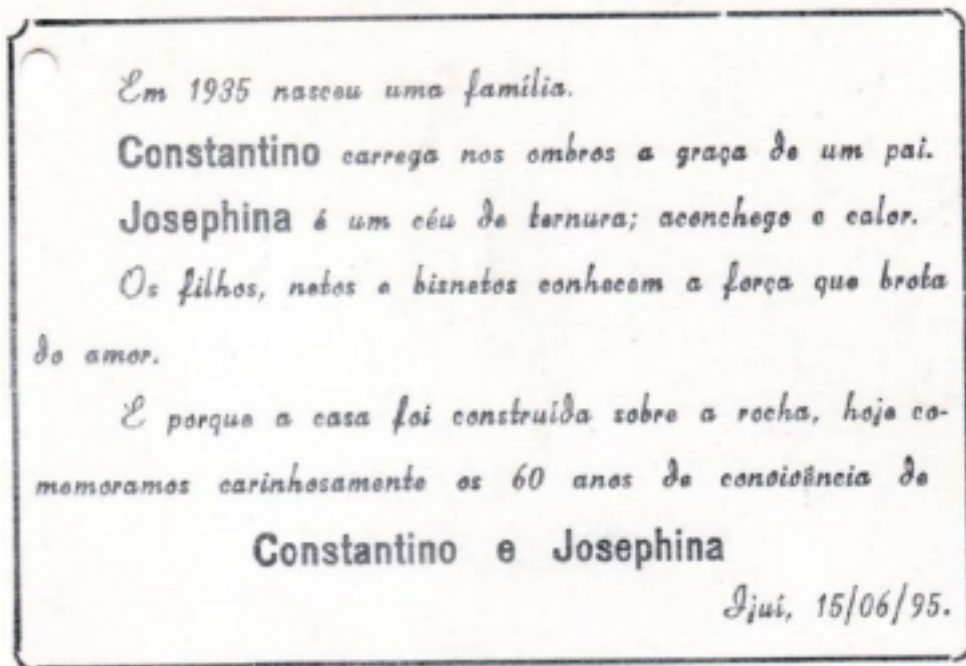 Em 1935 nasceu uma família.
Constantino carrega nos ombros a graça de um pai.
Josephina é um céu de ternura; aconchego e calor.
Os filhos, netos e bisnetos conhecem a força que brota
do amor.
E porque a casa foi construída sobre a rocha, hoje co-
memoramos carinhosamente os 60 anos de convivência de
Constantino e Josephina
Ijuí, 15/06/95.